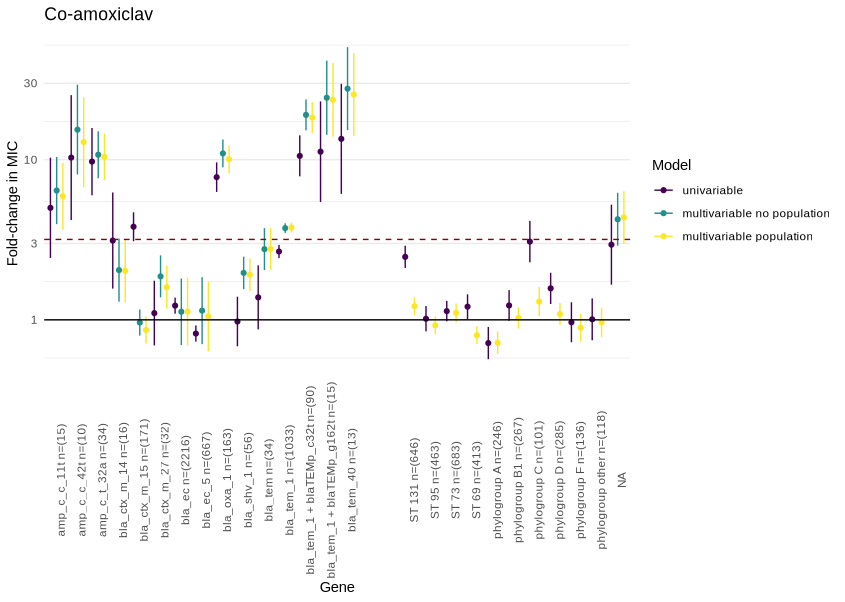 Co-amoxiclav
Fold-change in MIC
30
10
3
1
amp_c_c_11t n=(15)
amp_c_c_42t n=(10)
amp_c_t_32a n=(34)
bla_ctx_m_14 n=(16)
bla_ctx_m_15 n=(171)
bla_ctx_m_27 n=(32)
bla_ec n=(2216)
bla_ec_5 n=(667)
bla_oxa_1 n=(163)
bla_shv_1 n=(56)
bla_tem n=(34)
bla_tem_1 n=(1033)
bla_tem_1 + blaTEMp_c32t n=(90)
bla_tem_1 + blaTEMp_g162t n=(15)
bla_tem_40 n=(13)
ST 131 n=(646)
ST 95 n=(463)
ST 73 n=(683)
ST 69 n=(413)
phylogroup A n=(246)
phylogroup B1 n=(267)
phylogroup C n=(101)
phylogroup D n=(285)
phylogroup F n=(136)
phylogroup other n=(118)
NA
Gene
Model
univariable
multivariable no population
multivariable population